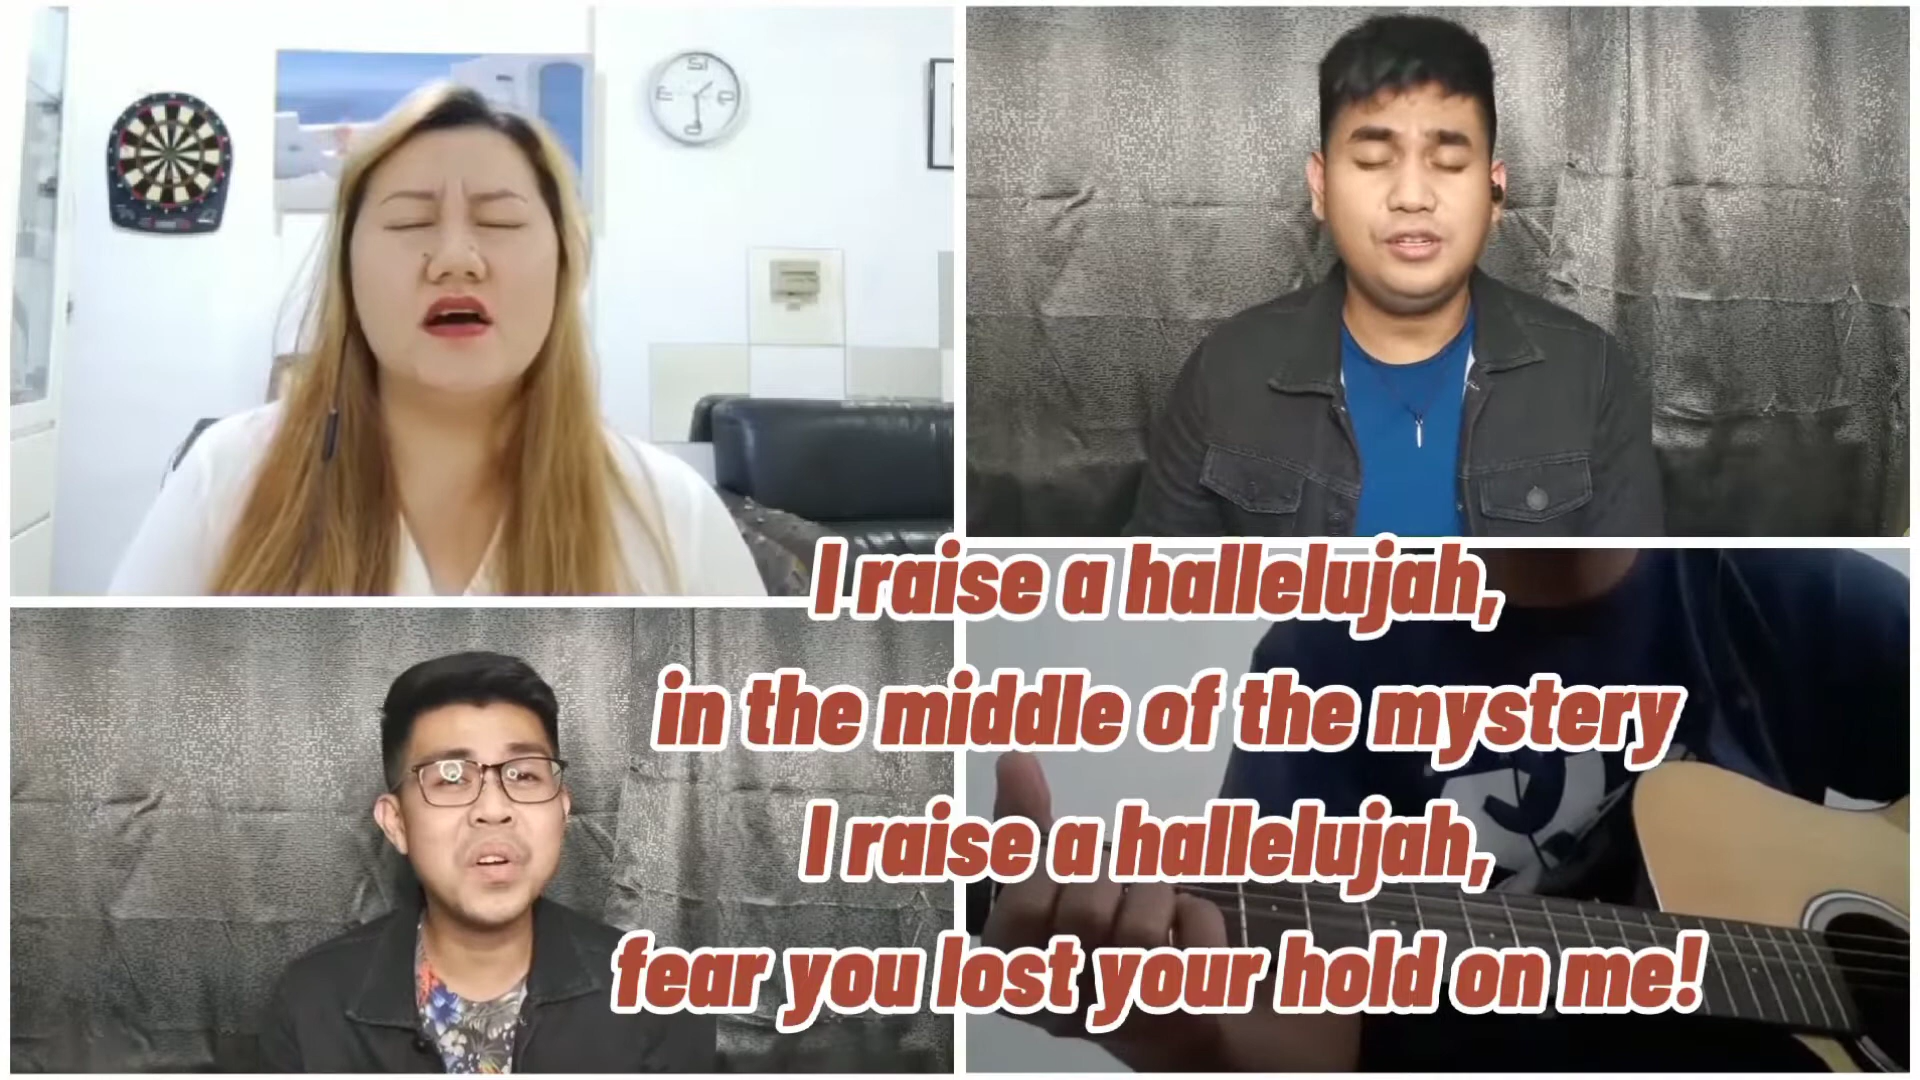 I raise a hallelujah,
in the middle of the mystery
I raise a hallelujah,
fear you lost your hold on me!